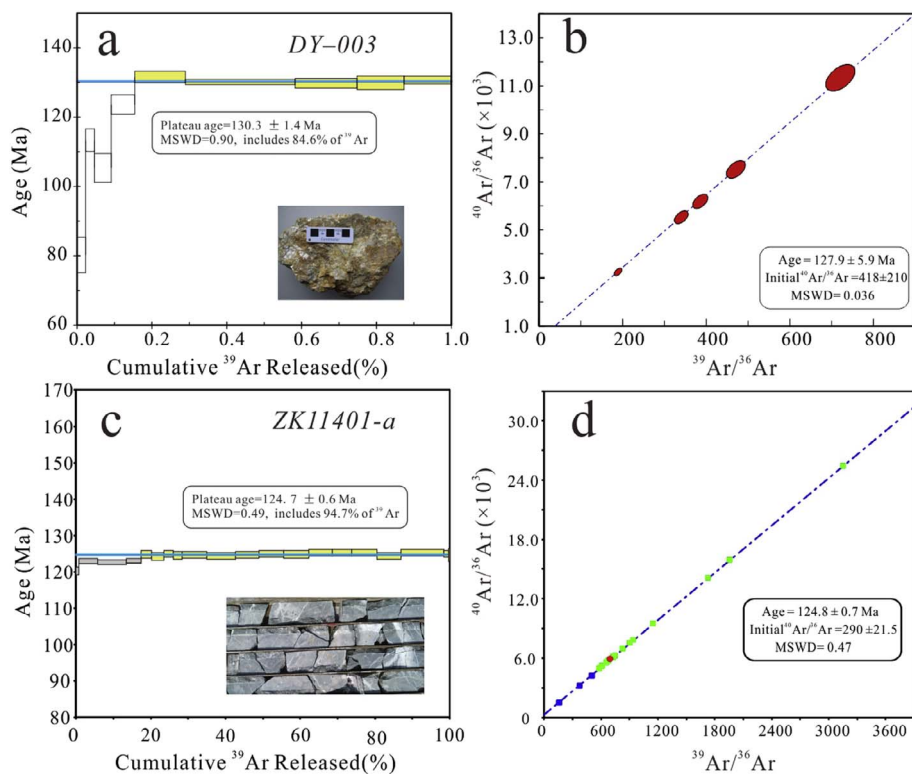 a
DY–003
150
130
110
90
80
60
Age (Ma)
Plateau age=130.3 ± 1.4 Ma
MSWD=0.90, includes 84.6% of ³⁹Ar
0.0 0.2 0.4 0.6 0.8 1.0
Cumulative ³⁹Ar Released(%)
b
13.0
11.0
9.0
7.0
5.0
3.0
1.0
⁴⁰Ar/³⁶Ar (×10³)
Age = 127.9 ± 5.9 Ma
Initial ⁴⁰Ar/³⁶Ar =418±210
MSWD= 0.036
0 200 400 600 800
³⁹Ar/³⁶Ar
c
ZK11401-a
170
160
150
140
130
120
110
100
90
80
Age (Ma)
Plateau age=124. 7 ± 0.6 Ma
MSWD=0.49, includes 94.7% of ³⁹Ar
0 20 40 60 80 100
Cumulative ³⁹Ar Released(%)
d
30.0
24.0
18.0
12.0
6.0
0
⁴⁰Ar/³⁶Ar (×10³)
Age = 124.8 ± 0.7 Ma
Initial ⁴⁰Ar/³⁶Ar =290 ±21.5
MSWD= 0.47
600 1200 1800 2400 3000 3600
³⁹Ar/³⁶Ar